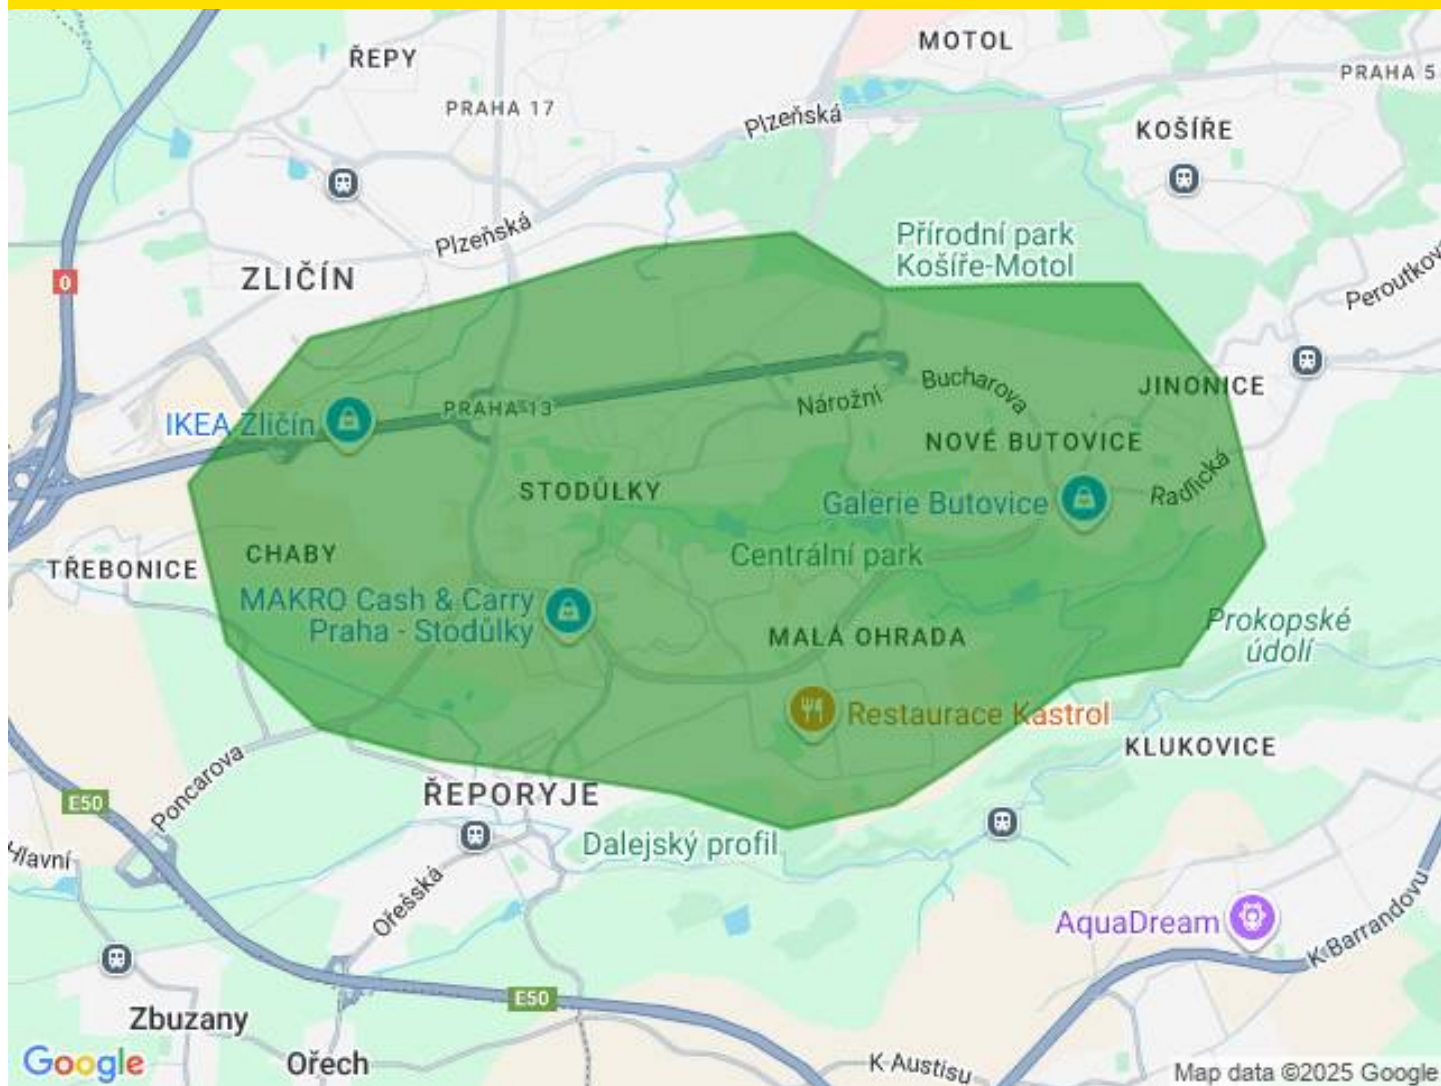 MOTOL
ŘEPY
PRAHA 5
PRAHA 17
Plzeňská
KOŠÍŘE
Plzeňská
Přírodní park
Košíře-Motol
ZLIČÍN
0
Peroutkova
JINONICE
Bucharova
Nárožní
PRAHA 13
IKEA Zličín
NOVÉ BUTOVICE
Radlická
STODŮLKY
Galerie Butovice
CHABY
Centrální park
TŘEBONICE
MAKRO Cash & Carry
Praha - Stodůlky
MALÁ OHRADA
Prokopské
údolí
Restaurace Kastrol
KLUKOVICE
Poncarova
E50
ŘEPORYJE
Dalejský profil
Hlavní
Ořešská
AquaDream
K Barrandovu
E50
Zbuzany
Ořech
K Austisu
Google
Map data ©2025 Google